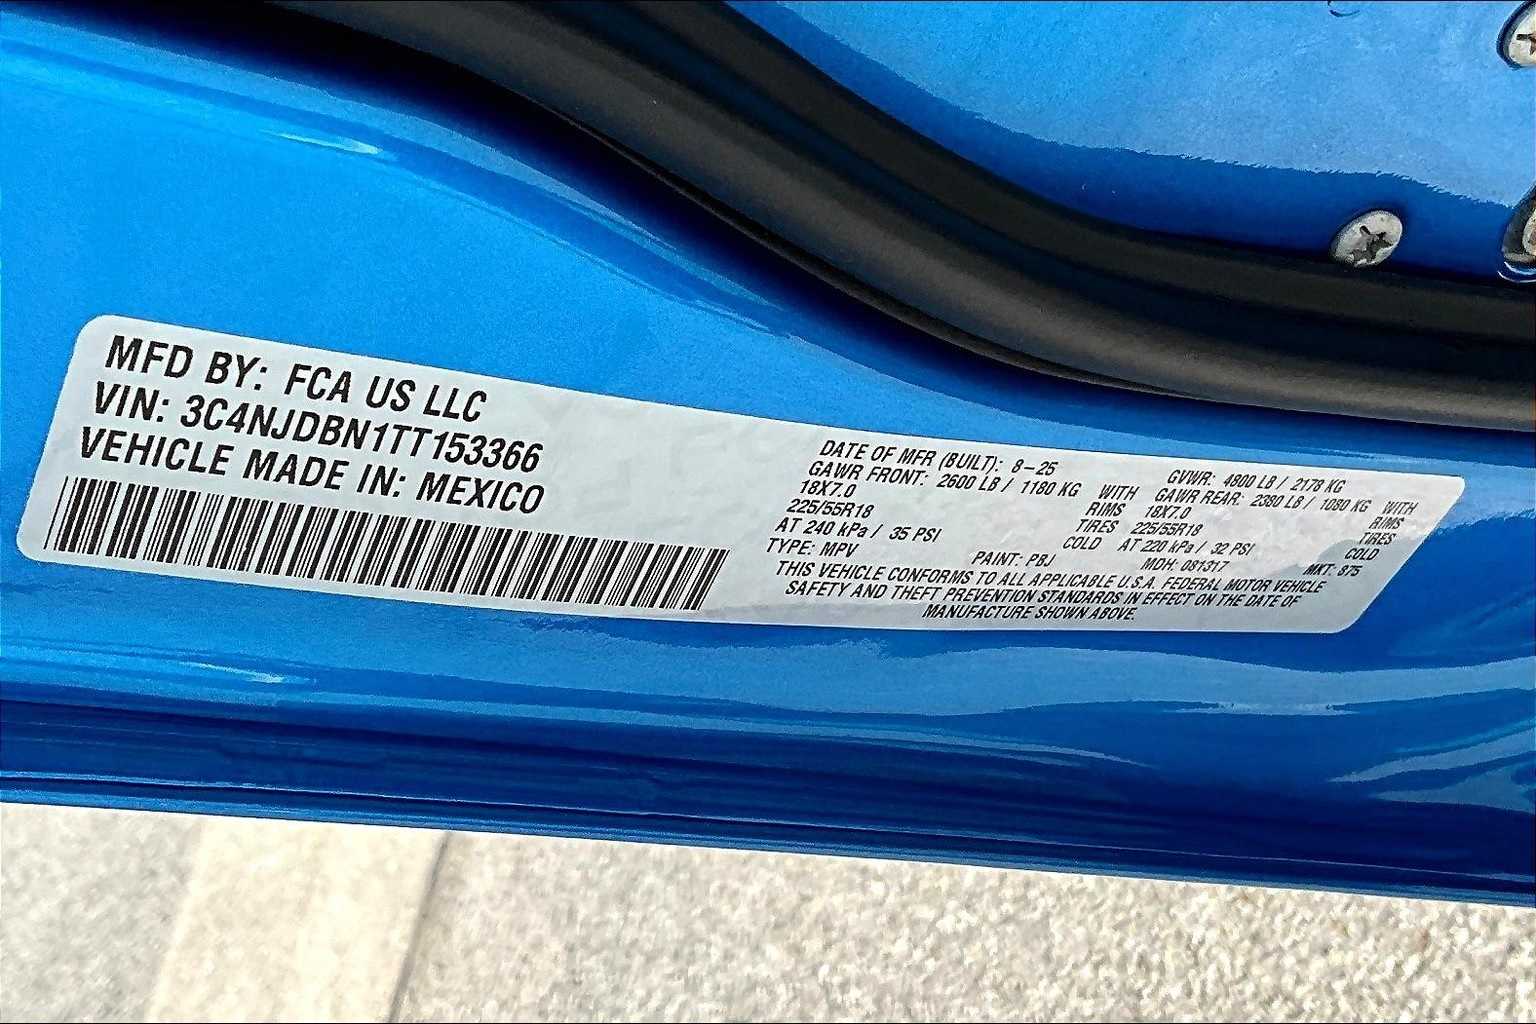 MFD BY: FCA US LLC
VIN: 3C4NJDBN1TT153366
VEHICLE MADE IN: MEXICO
DATE OF MFR (BUILT): 8-25 GVWR: 4800 LB / 2178 KG
GAWR FRONT: 2600 LB / 1180 KG WITH GAWR REAR: 2380 LB / 1080 KG WITH
18X7.0 RIMS 18X7.0 RIMS
225/55R18 TIRES 225/55R18 TIRES
AT 240 kPa / 35 PSI COLD AT 220 kPa / 32 PSI COLD
TYPE: MPV PAINT: PBJ MDH: 081317 MKT: 875
THIS VEHICLE CONFORMS TO ALL APPLICABLE U.S.A. FEDERAL MOTOR VEHICLE
SAFETY AND THEFT PREVENTION STANDARDS IN EFFECT ON THE DATE OF
MANUFACTURE SHOWN ABOVE.